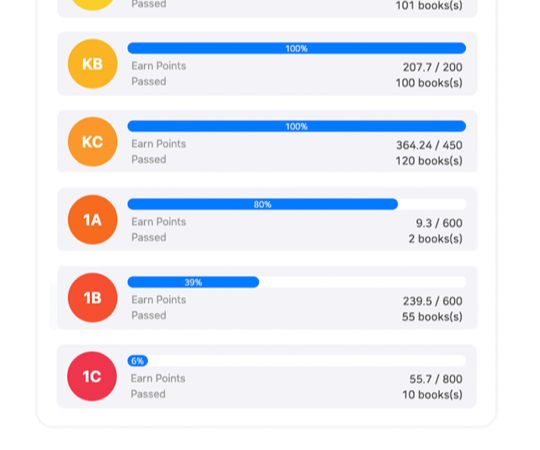 Passed 101 books(s)
KB 100%
Earn Points 207.7 / 200
Passed 100 books(s)
KC 100%
Earn Points 364.24 / 450
Passed 120 books(s)
1A 80%
Earn Points 9.3 / 600
Passed 2 books(s)
1B 39%
Earn Points 239.5 / 600
Passed 55 books(s)
1C 6%
Earn Points 55.7 / 800
Passed 10 books(s)